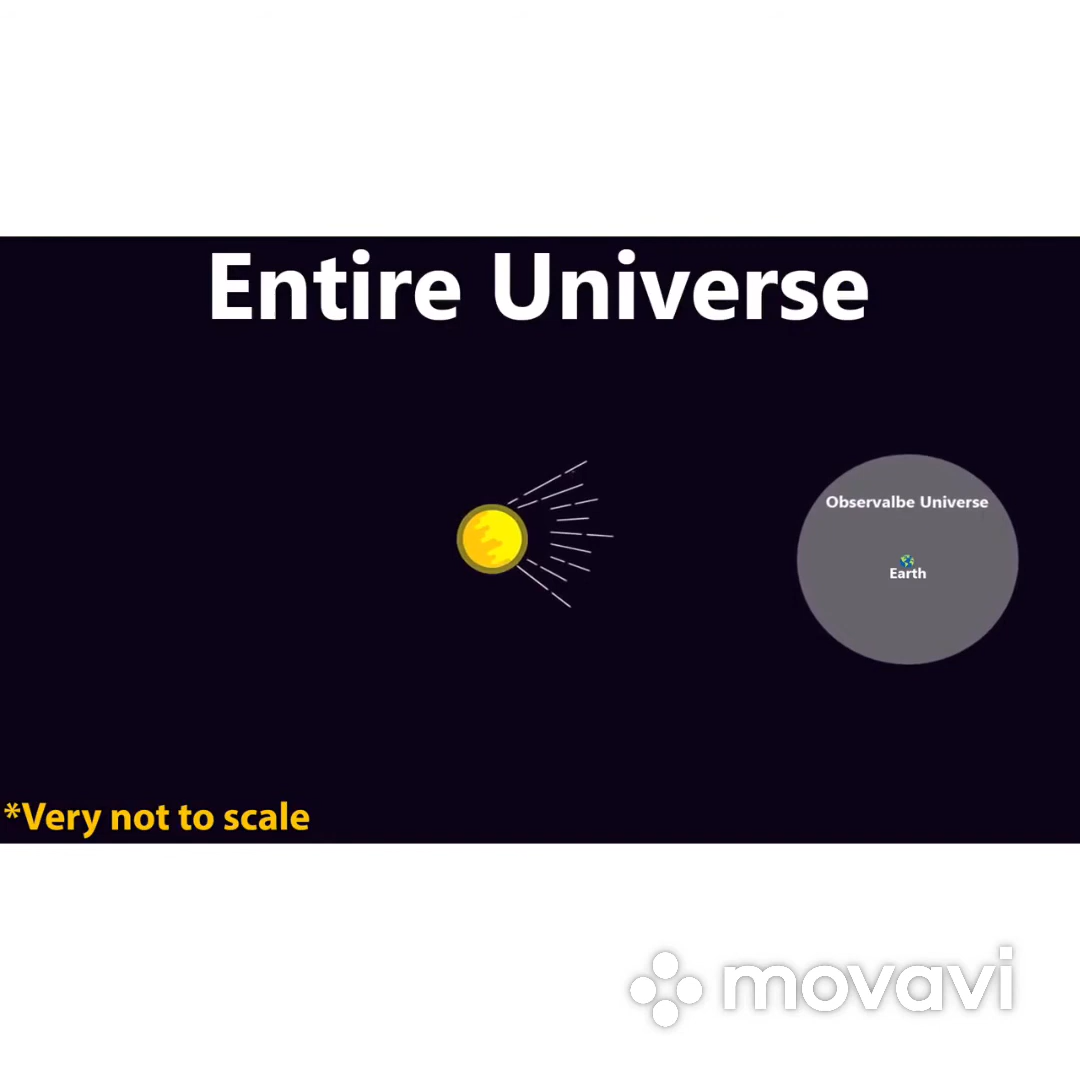 Entire Universe
Observalbe Universe
Earth
*Very not to scale
movavi